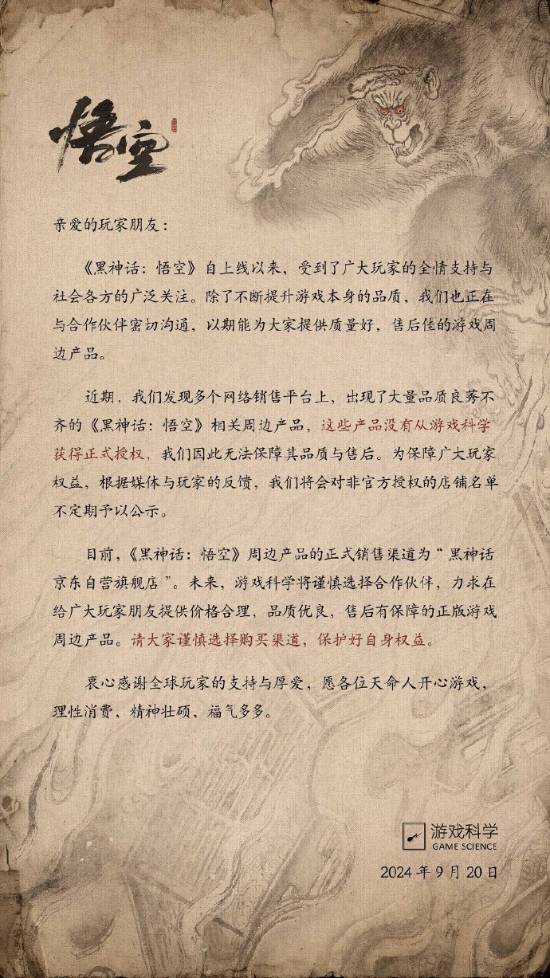 悟空
亲爱的玩家朋友：
《黑神话：悟空》自上线以来，受到了广大玩家的全情支持与
社会各方的广泛关注。除了不断提升游戏本身的品质，我们也正在
与合作伙伴密切沟通，以期能为大家提供质量好，售后佳的游戏周
边产品。
近期，我们发现多个网络销售平台上，出现了大量品质良莠不
齐的《黑神话：悟空》相关周边产品，这些产品没有从游戏科学
获得正式授权，我们因此无法保障其品质与售后。为保障广大玩家
权益，根据媒体与玩家的反馈，我们将会对非官方授权的店铺名单
不定期予以公示。
目前，《黑神话：悟空》周边产品的正式销售渠道为“黑神话
京东自营旗舰店”。未来，游戏科学将谨慎选择合作伙伴，力求在
给广大玩家朋友提供价格合理，品质优良，售后有保障的正版游戏
周边产品。请大家谨慎选择购买渠道，保护好自身权益。
衷心感谢全球玩家的支持与厚爱，愿各位天命人开心游戏，
理性消费，精神壮硕，福气多多。
游戏科学
GAME SCIENCE
2024年9月20日